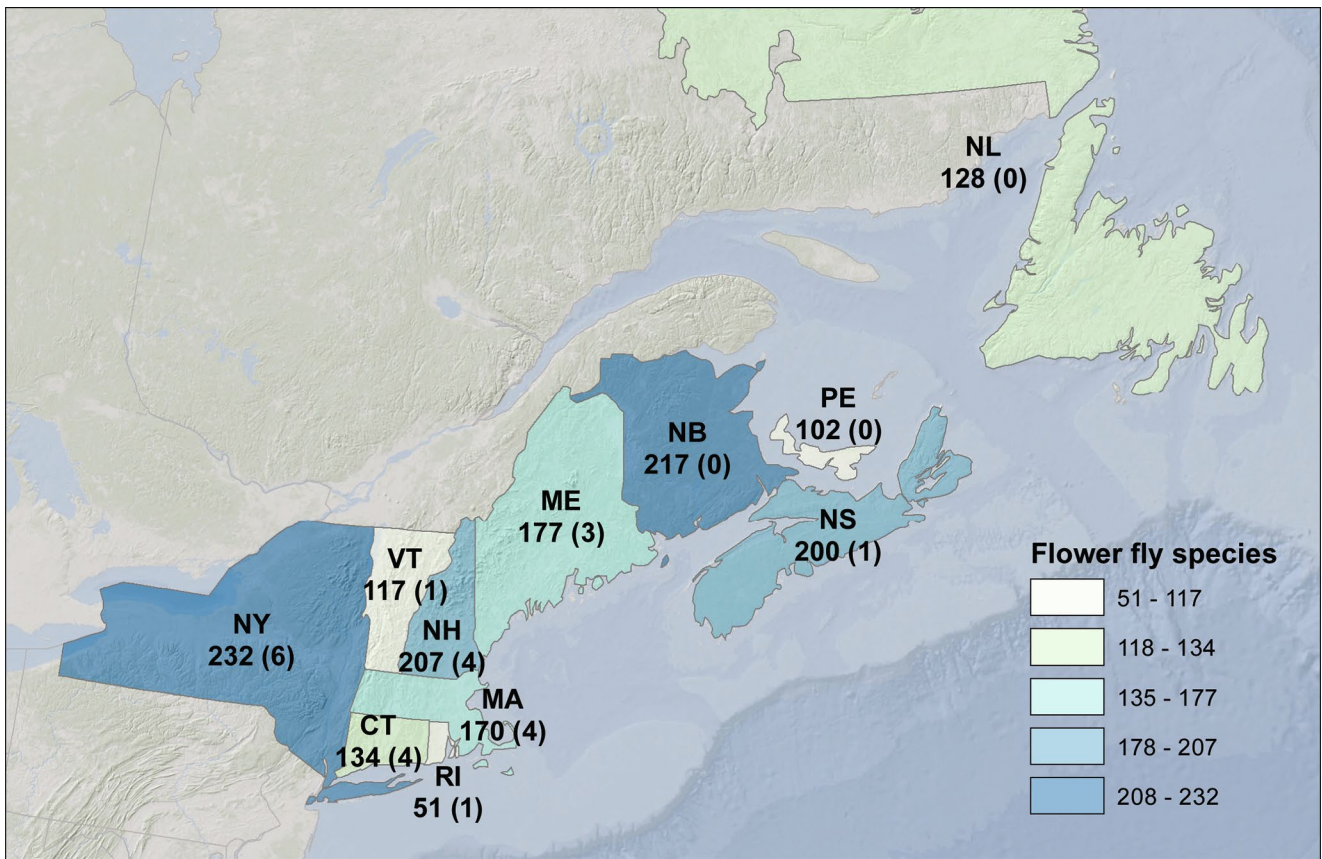 NL
128 (0)
PE
102 (0)
NB
217 (0)
ME
177 (3)
NS
200 (1)
VT
117 (1)
NH
207 (4)
NY
232 (6)
MA
170 (4)
CT
134 (4)
RI
51 (1)
Flower fly species
51 - 117
118 - 134
135 - 177
178 - 207
208 - 232